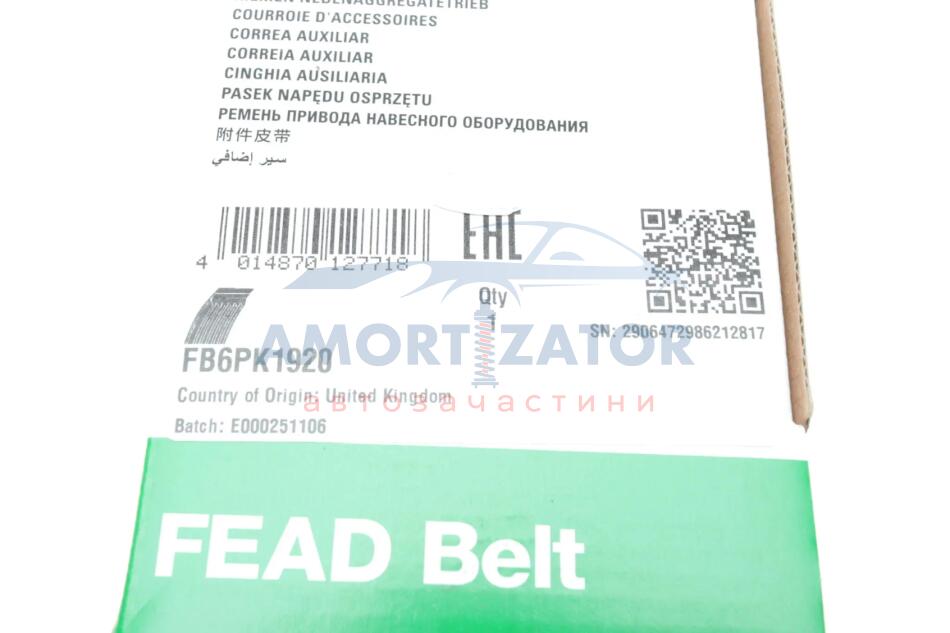 RIEMEN NEBENAGGREGATETRIEB
COURROIE D'ACCESSOIRES
CORREA AUXILIAR
CORREIA AUXILIAR
CINGHIA AUSILIARIA
PASEK NAPĘDU OSPRZĘTU
РЕМЕНЬ ПРИВОДА НАВЕСНОГО ОБОРУДОВАНИЯ
附件皮带
سير إضافي
4 014870 127718
EAC
Qty
1
SN: 2906472986212817
AMORTIZATOR
автозапчастини
FB6PK1920
Country of Origin: United Kingdom
Batch: E000251106
FEAD Belt